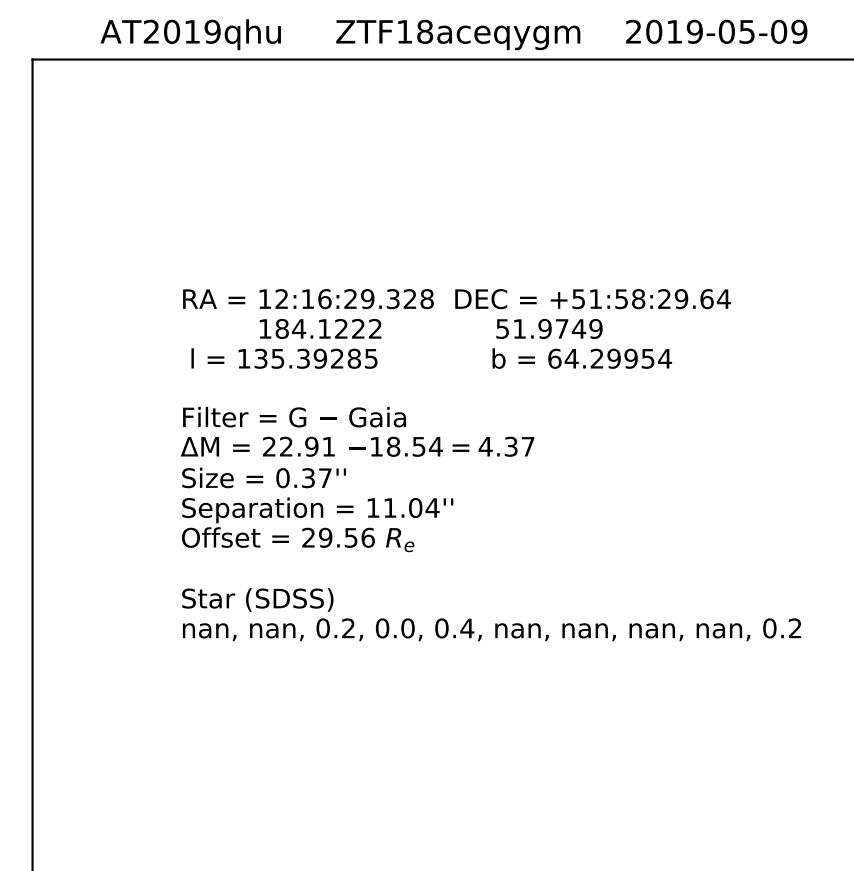 AT2019qhu ZTF18aceqygm 2019-05-09
RA = 12:16:29.328 DEC = +51:58:29.64
184.1222 51.9749
l = 135.39285 b = 64.29954
Filter = G − Gaia
ΔM = 22.91 −18.54 = 4.37
Size = 0.37''
Separation = 11.04''
Offset = 29.56 Re
Star (SDSS)
nan, nan, 0.2, 0.0, 0.4, nan, nan, nan, nan, 0.2